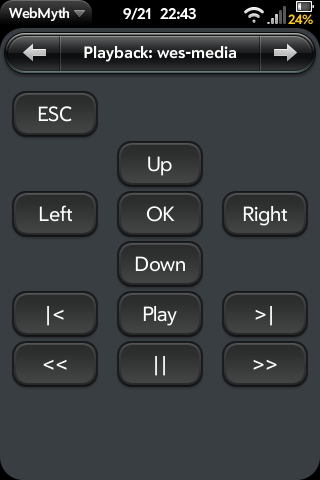 WebMyth 9/21 22:43 24%
Playback: wes-media
ESC
Up
Left OK Right
Down
|< Play >|
<< || >>